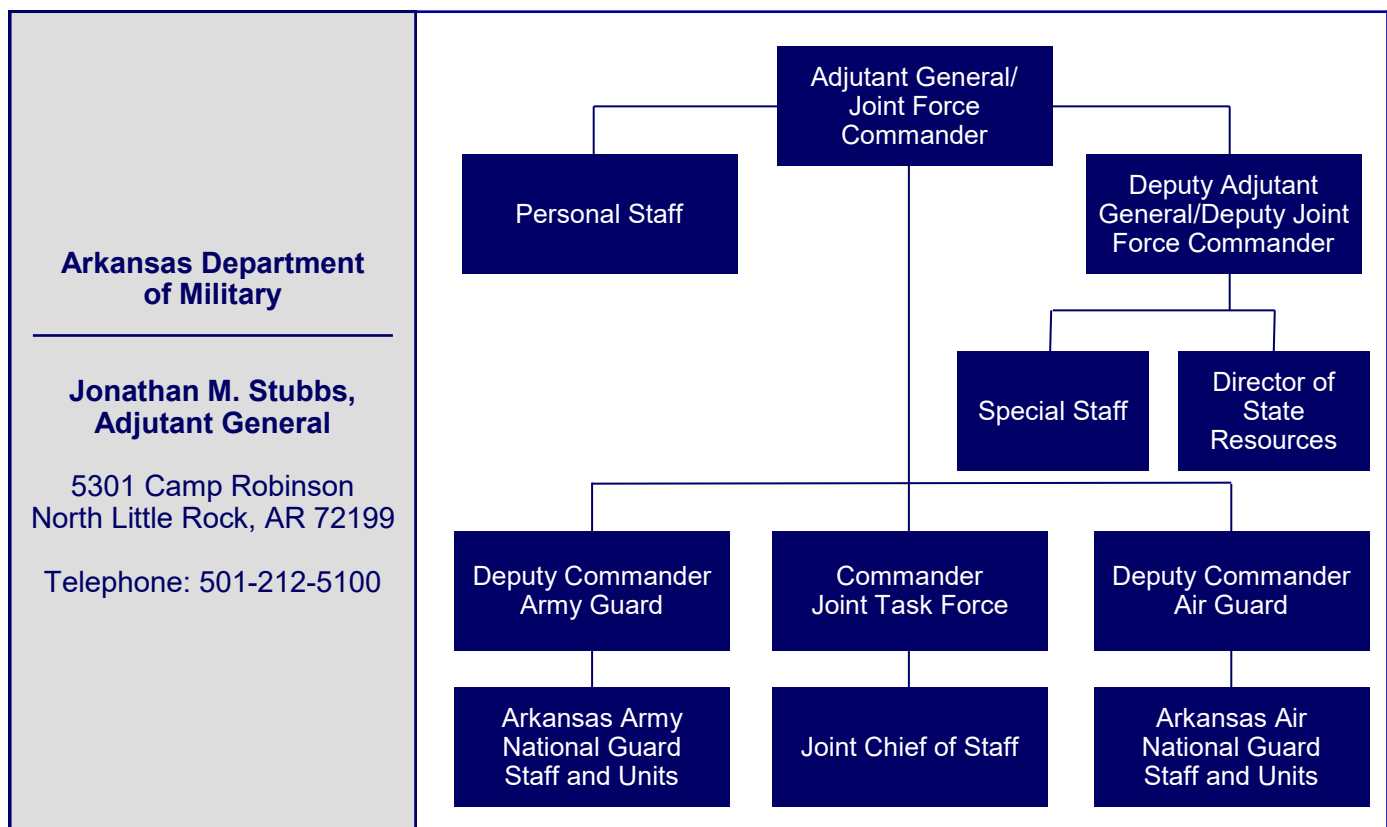 Arkansas Department
of Military
Jonathan M. Stubbs,
Adjutant General
5301 Camp Robinson
North Little Rock, AR 72199
Telephone: 501-212-5100
Adjutant General/
Joint Force
Commander
Personal Staff
Deputy Adjutant
General/Deputy Joint
Force Commander
Special Staff
Director of
State
Resources
Deputy Commander
Army Guard
Commander
Joint Task Force
Deputy Commander
Air Guard
Arkansas Army
National Guard
Staff and Units
Joint Chief of Staff
Arkansas Air
National Guard
Staff and Units